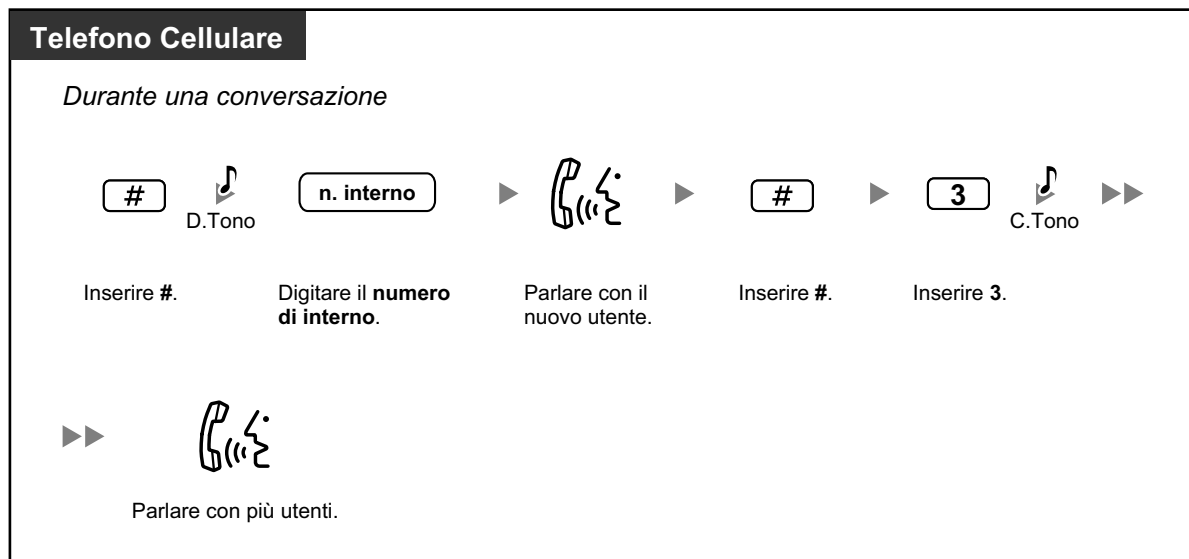 Telefono Cellulare
Durante una conversazione
# D.Tono n. interno # 3 C.Tono
Inserire #. Digitare il numero di interno. Parlare con il nuovo utente. Inserire #. Inserire 3.
Parlare con più utenti.